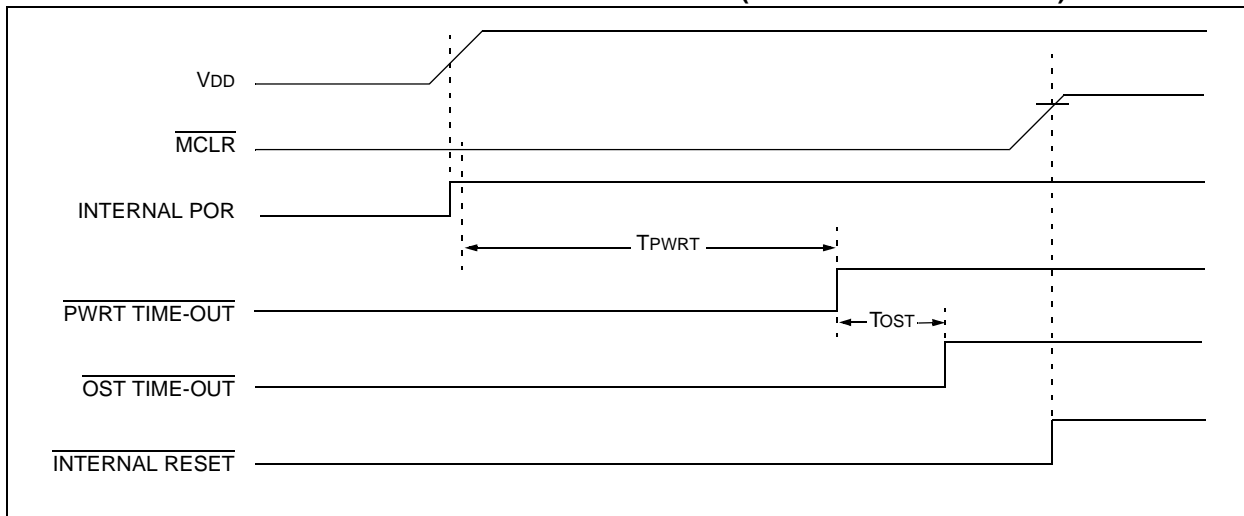 VDD
MCLR
INTERNAL POR
TPWRT
PWRT TIME-OUT
TOST
OST TIME-OUT
INTERNAL RESET